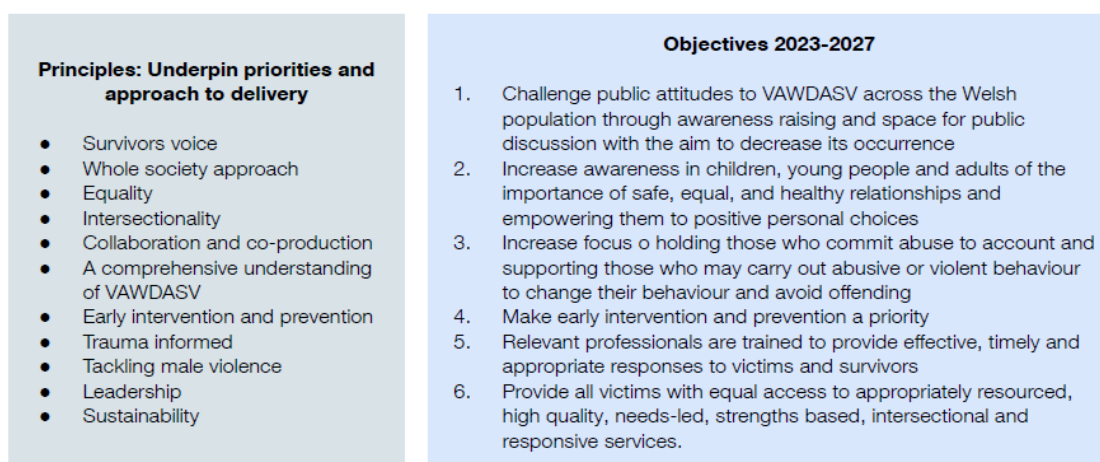 Principles: Underpin priorities and
approach to delivery
● Survivors voice
● Whole society approach
● Equality
● Intersectionality
● Collaboration and co-production
● A comprehensive understanding
of VAWDASV
● Early intervention and prevention
● Trauma informed
● Tackling male violence
● Leadership
● Sustainability
Objectives 2023-2027
1. Challenge public attitudes to VAWDASV across the Welsh
population through awareness raising and space for public
discussion with the aim to decrease its occurrence
2. Increase awareness in children, young people and adults of the
importance of safe, equal, and healthy relationships and
empowering them to positive personal choices
3. Increase focus o holding those who commit abuse to account and
supporting those who may carry out abusive or violent behaviour
to change their behaviour and avoid offending
4. Make early intervention and prevention a priority
5. Relevant professionals are trained to provide effective, timely and
appropriate responses to victims and survivors
6. Provide all victims with equal access to appropriately resourced,
high quality, needs-led, strengths based, intersectional and
responsive services.